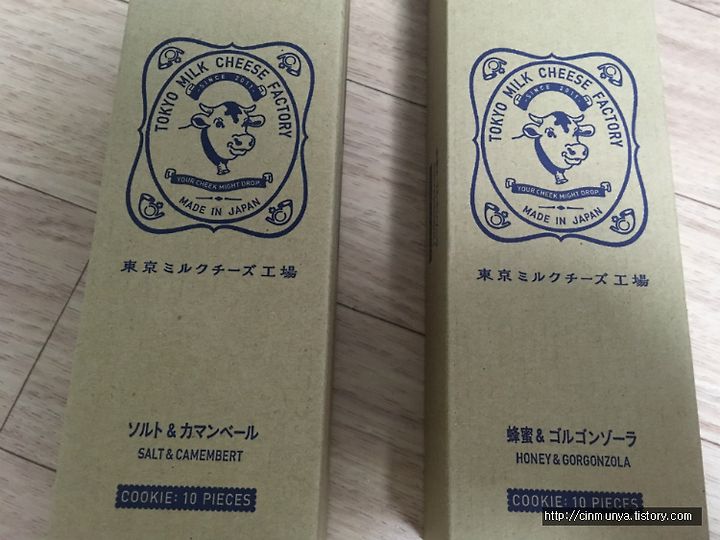 TOKYO MILK CHEESE FACTORY
SINCE 2011
YOUR CHEEK MIGHT DROP.
MADE IN JAPAN
東京ミルクチーズ工場
ソルト&カマンベール
SALT & CAMEMBERT
COOKIE: 10 PIECES
TOKYO MILK CHEESE FACTORY
SINCE 2011
YOUR CHEEK MIGHT DROP.
MADE IN JAPAN
東京ミルクチーズ工場
蜂蜜&ゴルゴンゾーラ
HONEY & GORGONZOLA
COOKIE: 10 PIECES
http://cinmunya.tistory.com